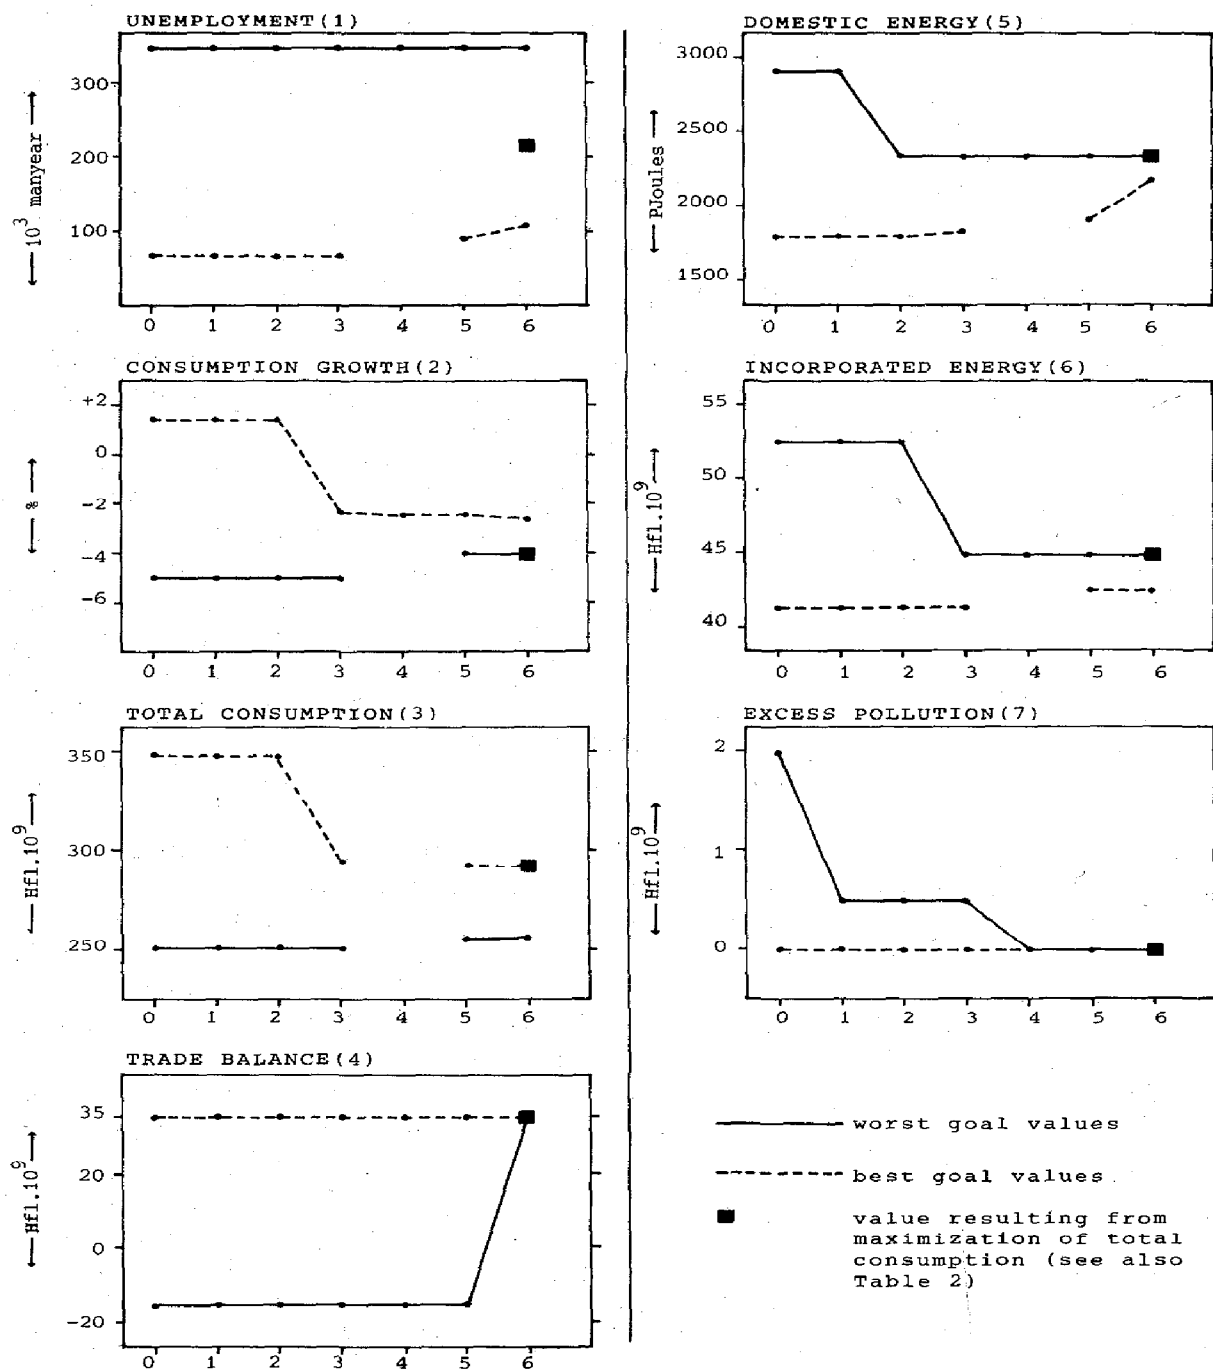 UNEMPLOYMENT(1)
300
200
100
10³ manyear
0 1 2 3 4 5 6
CONSUMPTION GROWTH(2)
+2
0
-2
-4
-6
%
0 1 2 3 4 5 6
TOTAL CONSUMPTION(3)
350
300
250
Hfl.10⁹
0 1 2 3 4 5 6
TRADE BALANCE(4)
35
20
0
-20
Hfl.10⁹
0 1 2 3 4 5 6
DOMESTIC ENERGY(5)
3000
2500
2000
1500
PJoules
0 1 2 3 4 5 6
INCORPORATED ENERGY(6)
55
50
45
40
Hfl.10⁹
0 1 2 3 4 5 6
EXCESS POLLUTION(7)
2
1
0
Hfl.10⁹
0 1 2 3 4 5 6
worst goal values
best goal values
value resulting from
maximization of total
consumption (see also
Table 2)